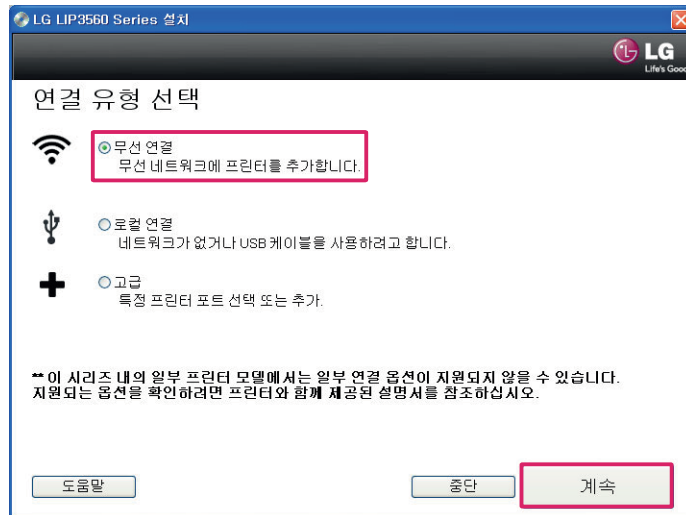 LG LIP3560 Series 설치
LG
Life's Good
연결 유형 선택
무선 연결
무선 네트워크에 프린터를 추가합니다.
로컬 연결
네트워크가 없거나 USB 케이블을 사용하려고 합니다.
고급
특정 프린터 포트 선택 또는 추가.
** 이 시리즈 내의 일부 프린터 모델에서는 일부 연결 옵션이 지원되지 않을 수 있습니다.
지원되는 옵션을 확인하려면 프린터와 함께 제공된 설명서를 참조하십시오.
도움말
중단
계속